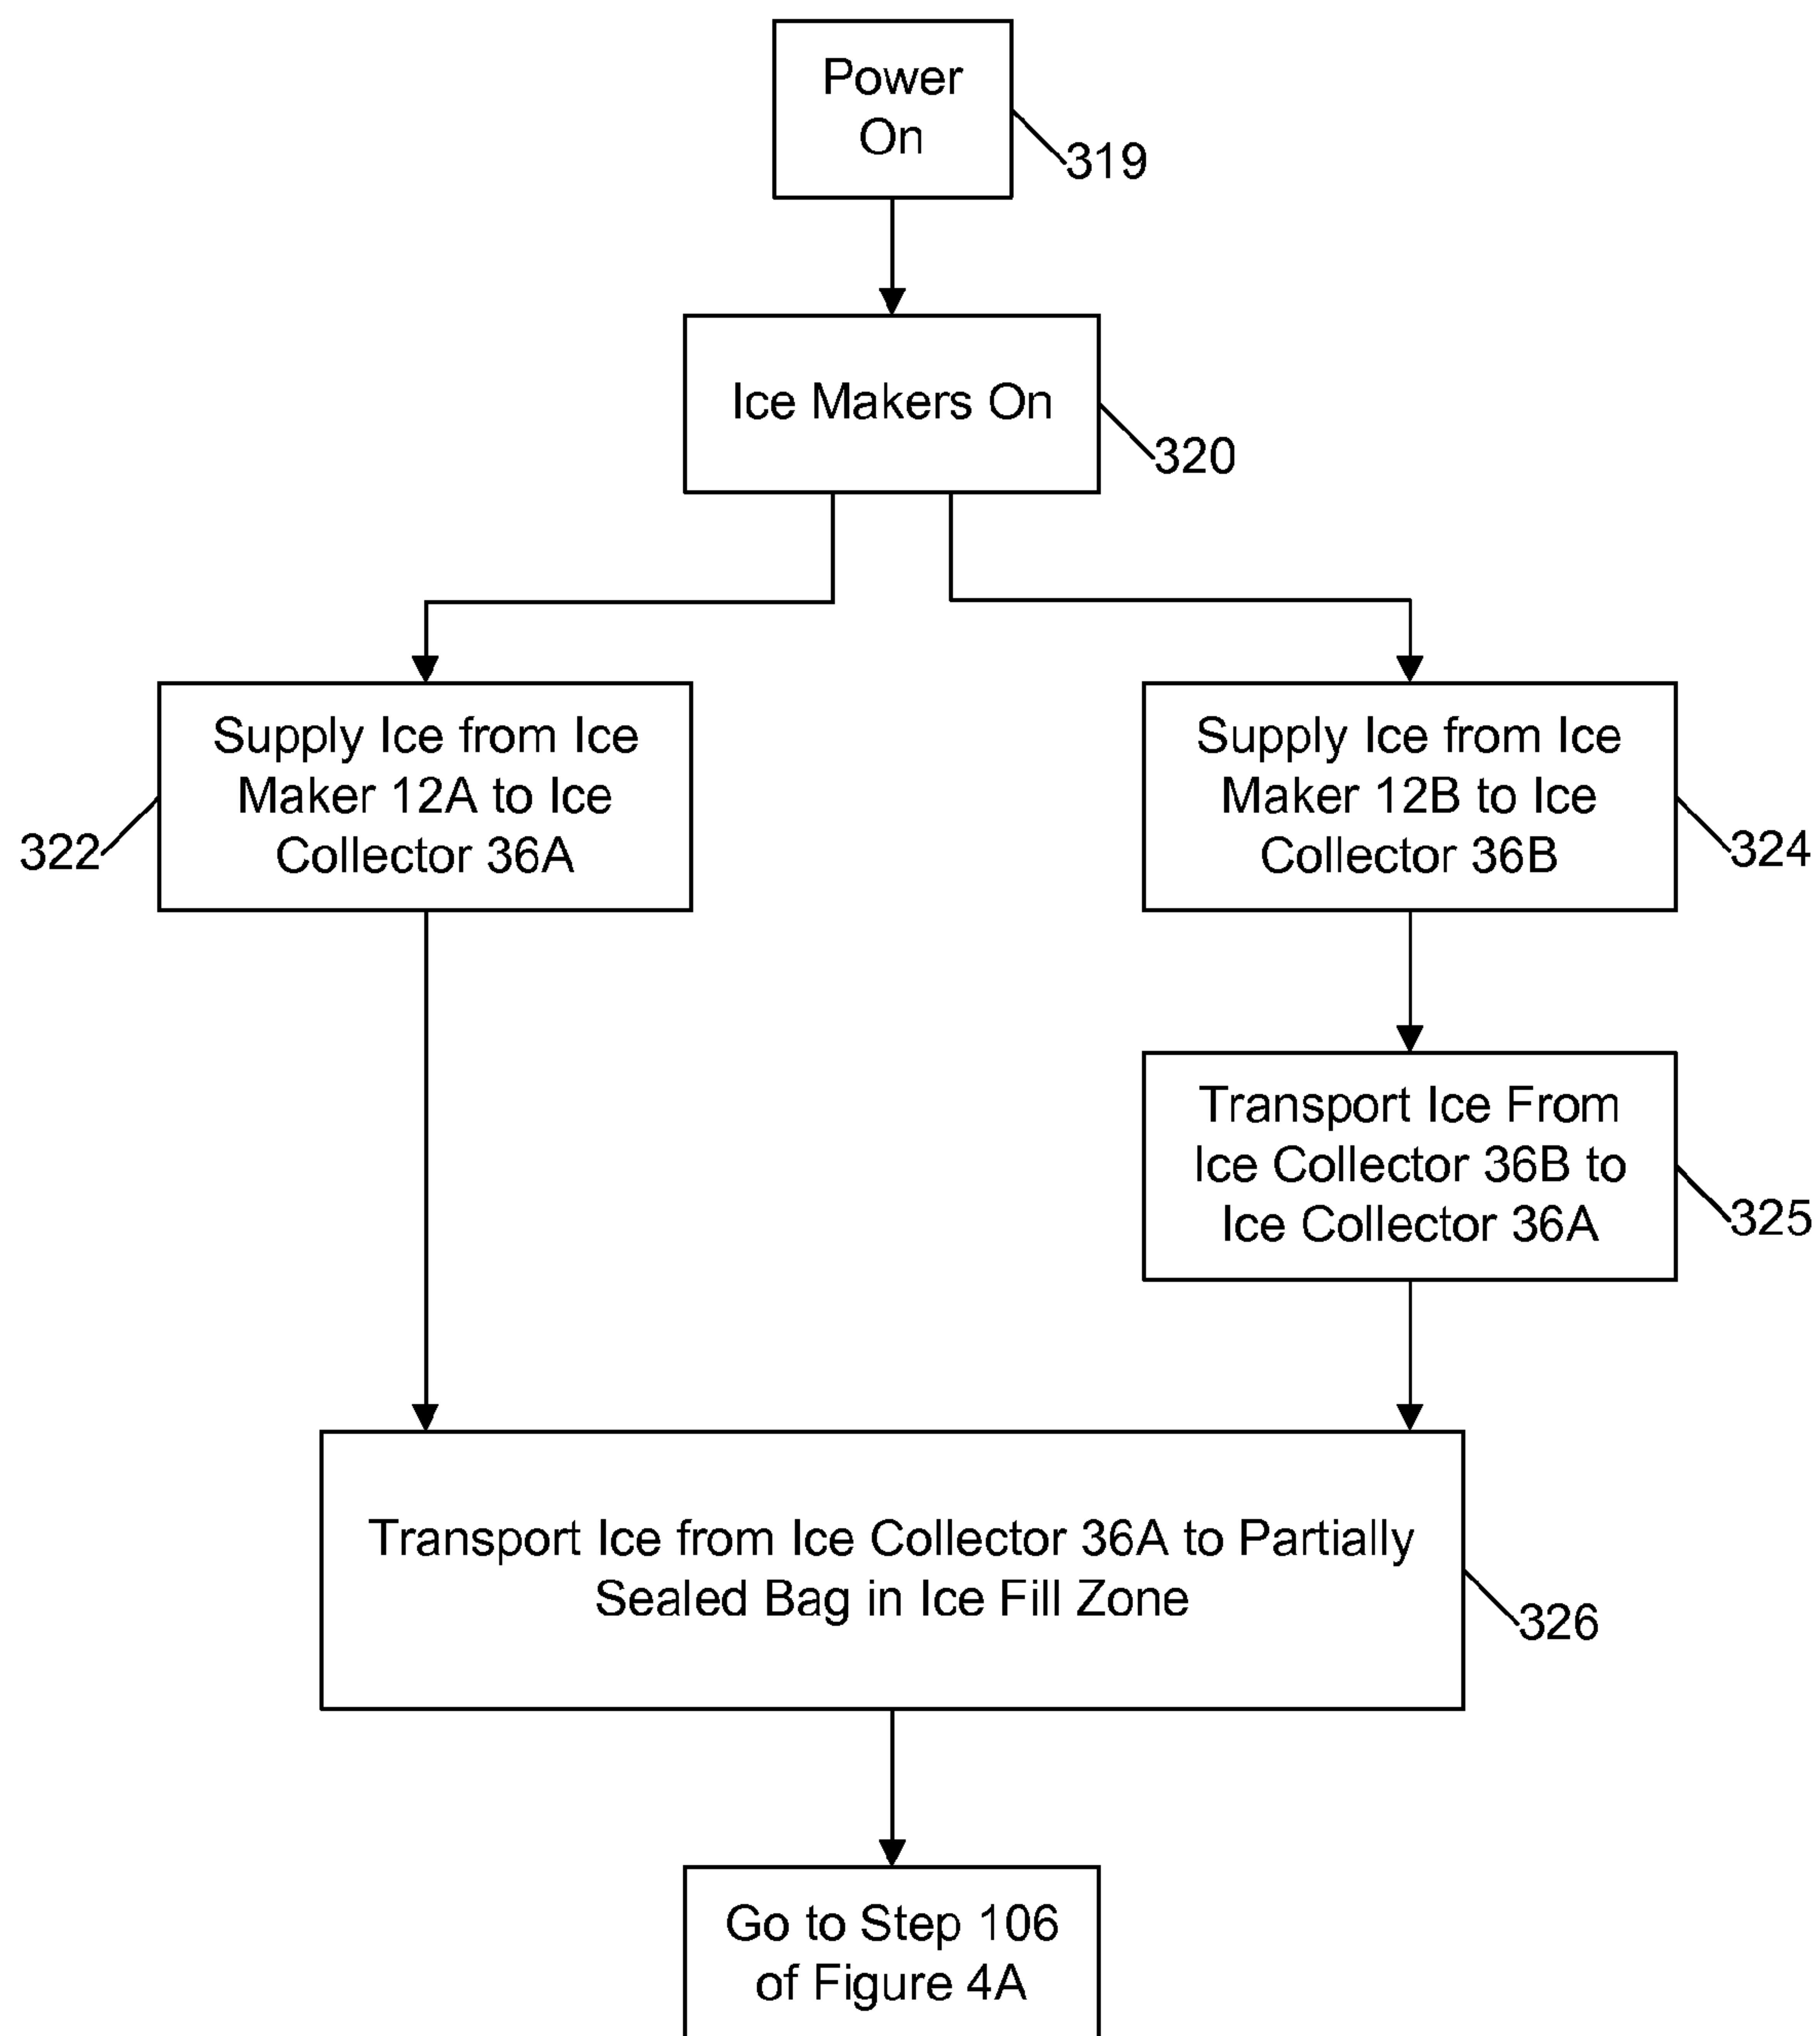 Power
On
319
Ice Makers On
320
Supply Ice from Ice
Maker 12A to Ice
Collector 36A
322
Supply Ice from Ice
Maker 12B to Ice
Collector 36B
324
Transport Ice From
Ice Collector 36B to
Ice Collector 36A
325
Transport Ice from Ice Collector 36A to Partially
Sealed Bag in Ice Fill Zone
326
Go to Step 106
of Figure 4A